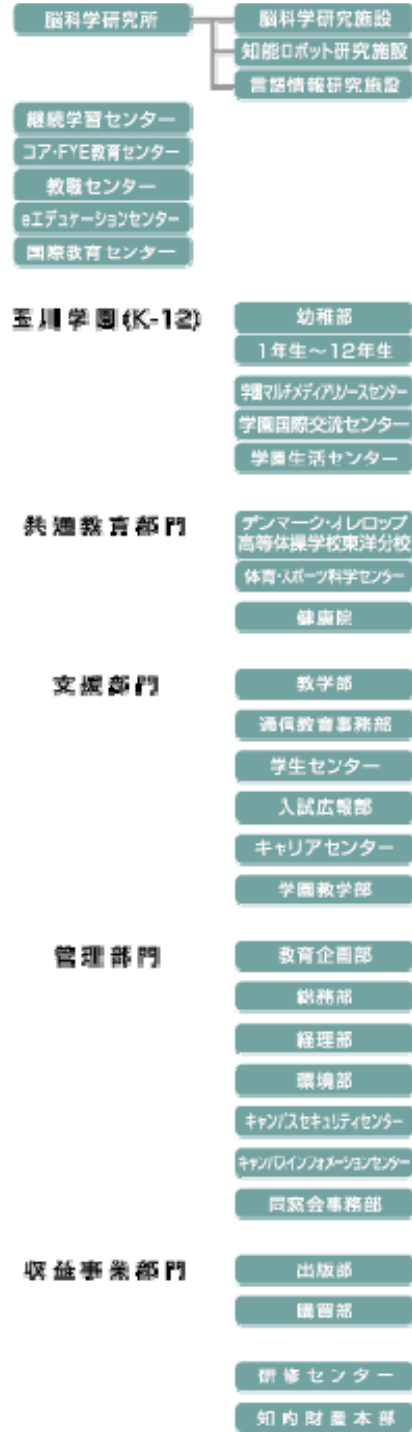 脳科学研究所
脳科学研究施設
知能ロボット研究施設
言語情報研究施設
継続学習センター
コア・FYE教育センター
教職センター
eエデュケーションセンター
国際教育センター
玉川学園(K-12)
幼稚部
1年生～12年生
学園マルチメディアリソースセンター
学園国際交流センター
学園生活センター
共通教育部門
デンマーク・オレロップ
高等体操学校東洋分校
体育・スポーツ科学センター
健康院
支援部門
教学部
通信教育事務部
学生センター
入試広報部
キャリアセンター
学園教学部
管理部門
教育企画部
総務部
経理部
環境部
キャンパスセキュリティセンター
キャンパスインフォメーションセンター
同窓会事務部
収益事業部門
出版部
購買部
研修センター
知的財産本部